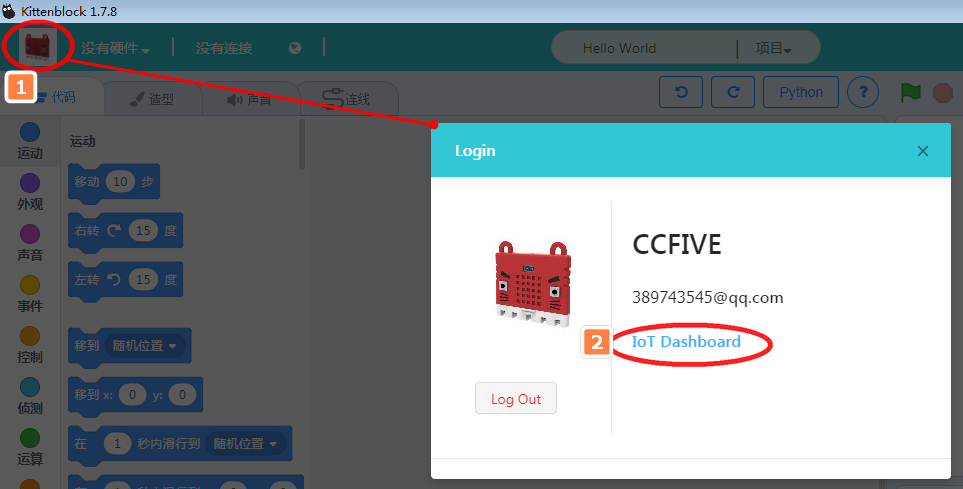 Kittenblock 1.7.8
没有硬件
没有连接
Hello World
项目
1
代码
造型
声音
连线
Python
?
运动
外观
声音
事件
控制
侦测
运算
运动
移动 10 步
右转 15 度
左转 15 度
移到 随机位置
移到 x: 0 y: 0
在 1 秒内滑行到 随机位置
Login
CCFIVE
389743545@qq.com
2
IoT Dashboard
Log Out